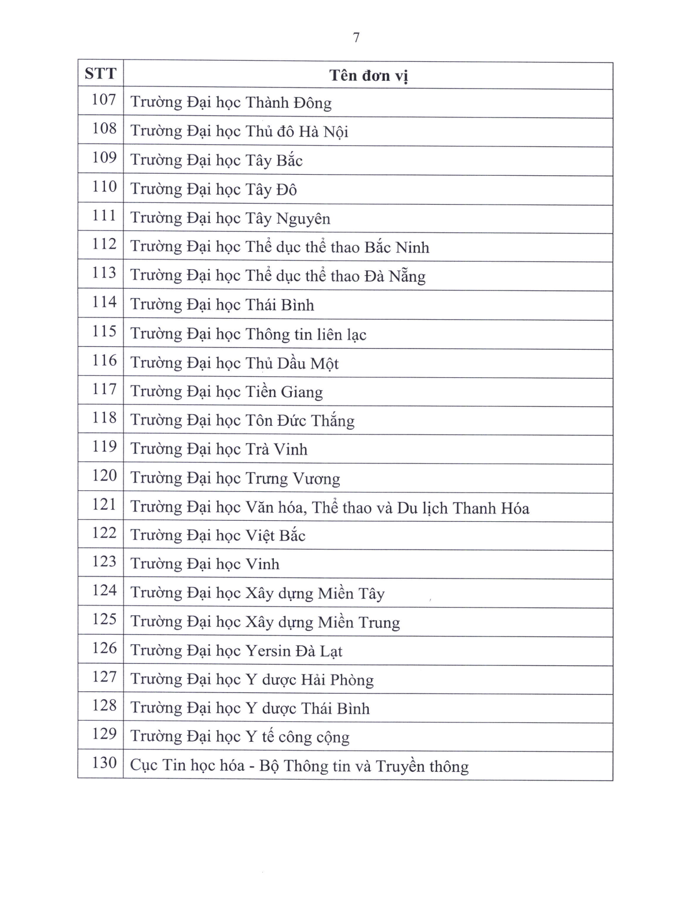 7
STT Tên đơn vị
107 Trường Đại học Thành Đông
108 Trường Đại học Thủ đô Hà Nội
109 Trường Đại học Tây Bắc
110 Trường Đại học Tây Đô
111 Trường Đại học Tây Nguyên
112 Trường Đại học Thể dục thể thao Bắc Ninh
113 Trường Đại học Thể dục thể thao Đà Nẵng
114 Trường Đại học Thái Bình
115 Trường Đại học Thông tin liên lạc
116 Trường Đại học Thủ Dầu Một
117 Trường Đại học Tiền Giang
118 Trường Đại học Tôn Đức Thắng
119 Trường Đại học Trà Vinh
120 Trường Đại học Trưng Vương
121 Trường Đại học Văn hóa, Thể thao và Du lịch Thanh Hóa
122 Trường Đại học Việt Bắc
123 Trường Đại học Vinh
124 Trường Đại học Xây dựng Miền Tây
125 Trường Đại học Xây dựng Miền Trung
126 Trường Đại học Yersin Đà Lạt
127 Trường Đại học Y dược Hải Phòng
128 Trường Đại học Y dược Thái Bình
129 Trường Đại học Y tế công cộng
130 Cục Tin học hóa - Bộ Thông tin và Truyền thông